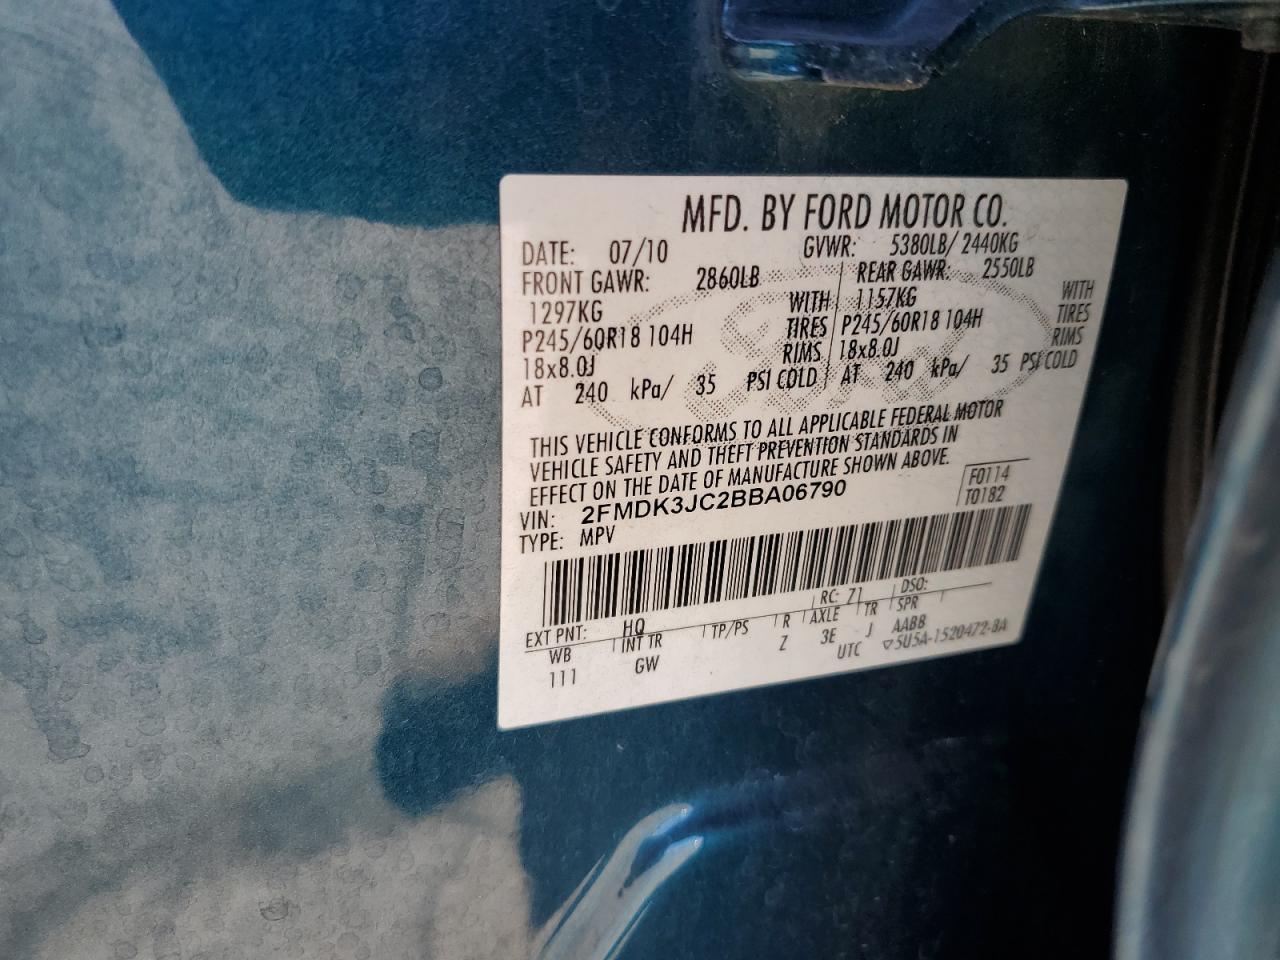 MFD. BY FORD MOTOR CO.
DATE: 07/10 GVWR: 5380LB/ 2440KG
FRONT GAWR: 2860LB REAR GAWR: 2550LB
1297KG WITH 1157KG WITH
P245/60R18 104H TIRES P245/60R18 104H TIRES
18x8.0J RIMS 18x8.0J RIMS
AT 240 kPa/ 35 PSI COLD AT 240 kPa/ 35 PSI COLD
THIS VEHICLE CONFORMS TO ALL APPLICABLE FEDERAL MOTOR
VEHICLE SAFETY AND THEFT PREVENTION STANDARDS IN
EFFECT ON THE DATE OF MANUFACTURE SHOWN ABOVE.
F0114
VIN: 2FMDK3JC2BBA06790 T0182
TYPE: MPV
EXT PNT: HQ RC: 71 DSO:
WB INT TR TP/PS R AXLE TR SPR
111 GW Z 3E J AABB
UTC ▽5U5A-1520472-BA